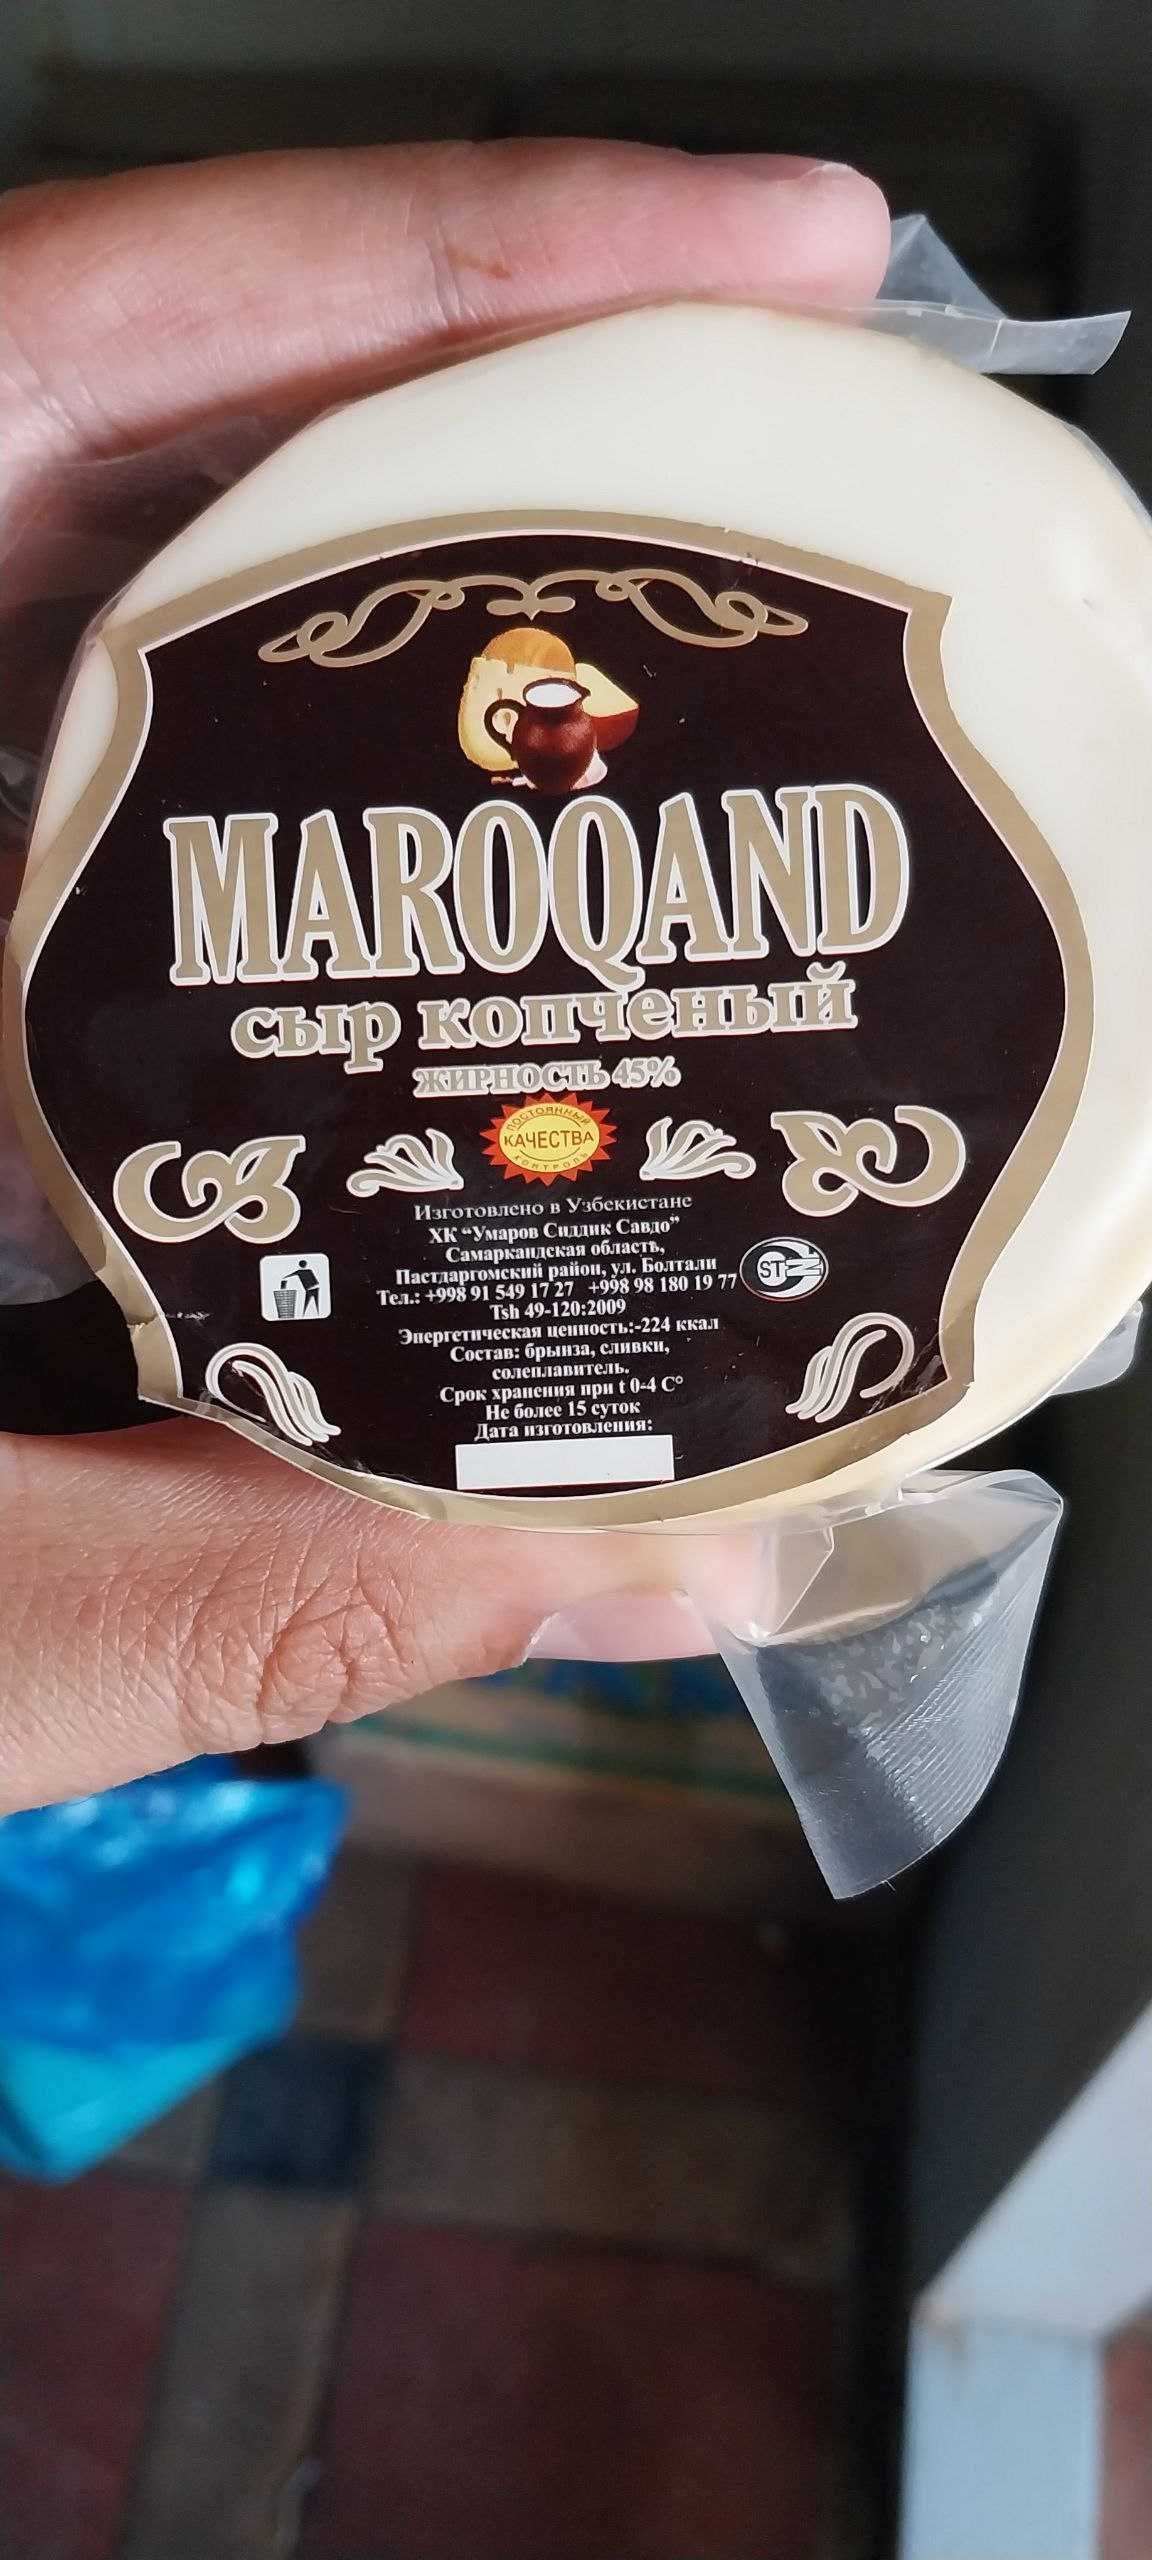 MAROQAND
сыр копченый
жирность 45%
ПОСТОЯННЫЙ
КАЧЕСТВА
КОНТРОЛЬ
Изготовлено в Узбекистане
ХК “Умаров Сиддик Савдо”
Самаркандская область,
Пастдаргомский район, ул. Болтали
Тел.: +998 91 549 17 27 +998 98 180 19 77
ST
Tsh 49-120:2009
Энергетическая ценность:-224 ккал
Состав: брынза, сливки,
солеплавитель.
Срок хранения при t 0-4 C°
Не более 15 суток
Дата изготовления: